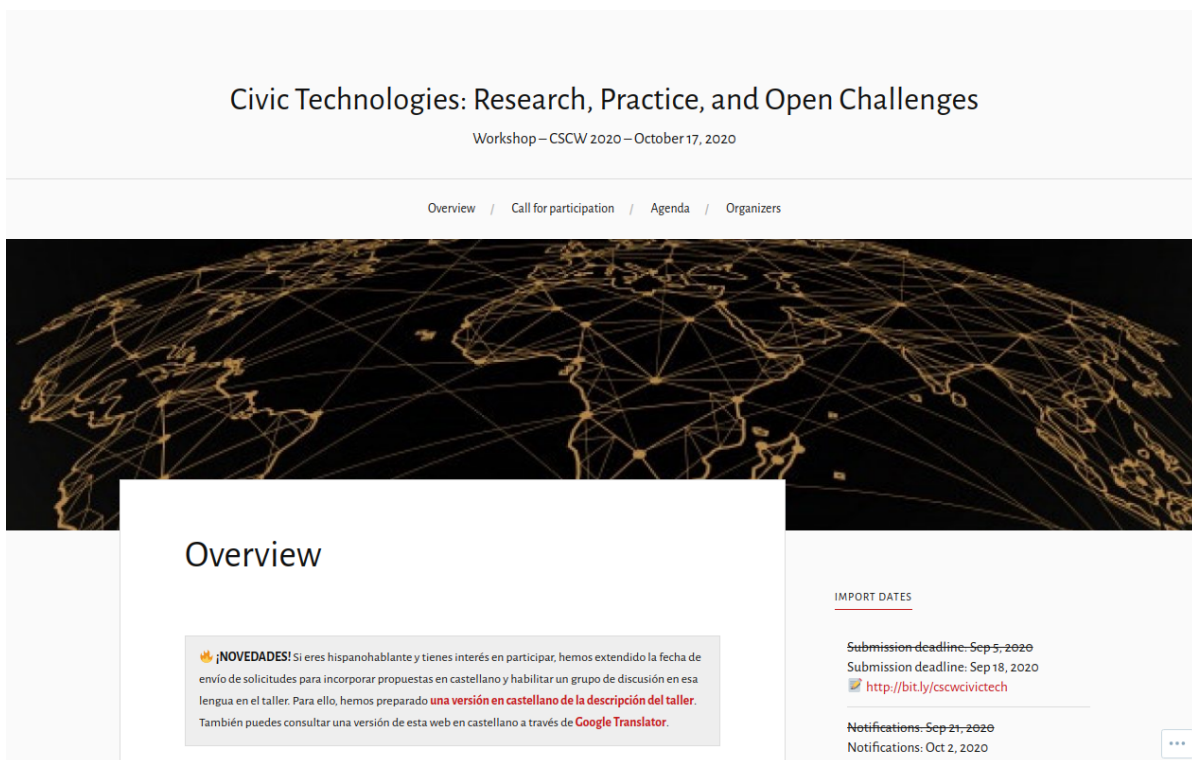 Civic Technologies: Research, Practice, and Open Challenges
Workshop – CSCW 2020 – October 17, 2020
Overview / Call for participation / Agenda / Organizers
Overview
🔥 ¡NOVEDADES! Si eres hispanohablante y tienes interés en participar, hemos extendido la fecha de
envío de solicitudes para incorporar propuestas en castellano y habilitar un grupo de discusión en esa
lengua en el taller. Para ello, hemos preparado una versión en castellano de la descripción del taller.
También puedes consultar una versión de esta web en castellano a través de Google Translator.
IMPORT DATES
Submission deadline: Sep 5, 2020
Submission deadline: Sep 18, 2020
📝 http://bit.ly/cscwcivictech
Notifications: Sep 21, 2020
Notifications: Oct 2, 2020